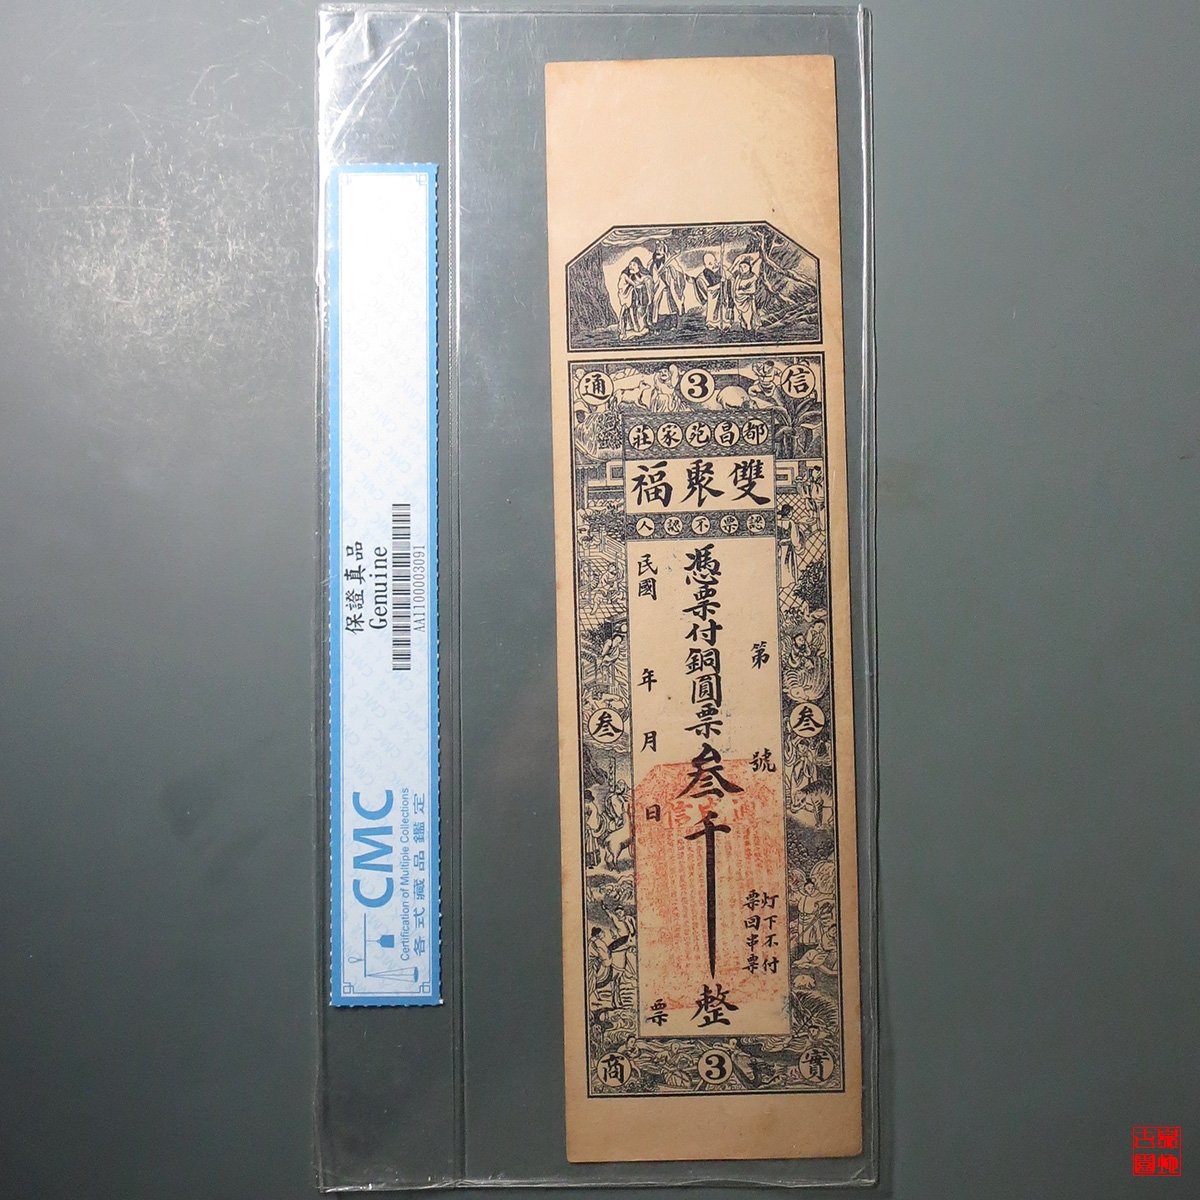 保證真品
Genuine
AA1100003091
CMC
Certification of Multiple Collections
各式藏品鑑定
信 3 通
都昌範家莊
雙聚福
認票不認人
第 號
憑票付銅圓票叁千整
民國 年 月 日 票
灯下不付
票回串票
叁 叁
實 3 商